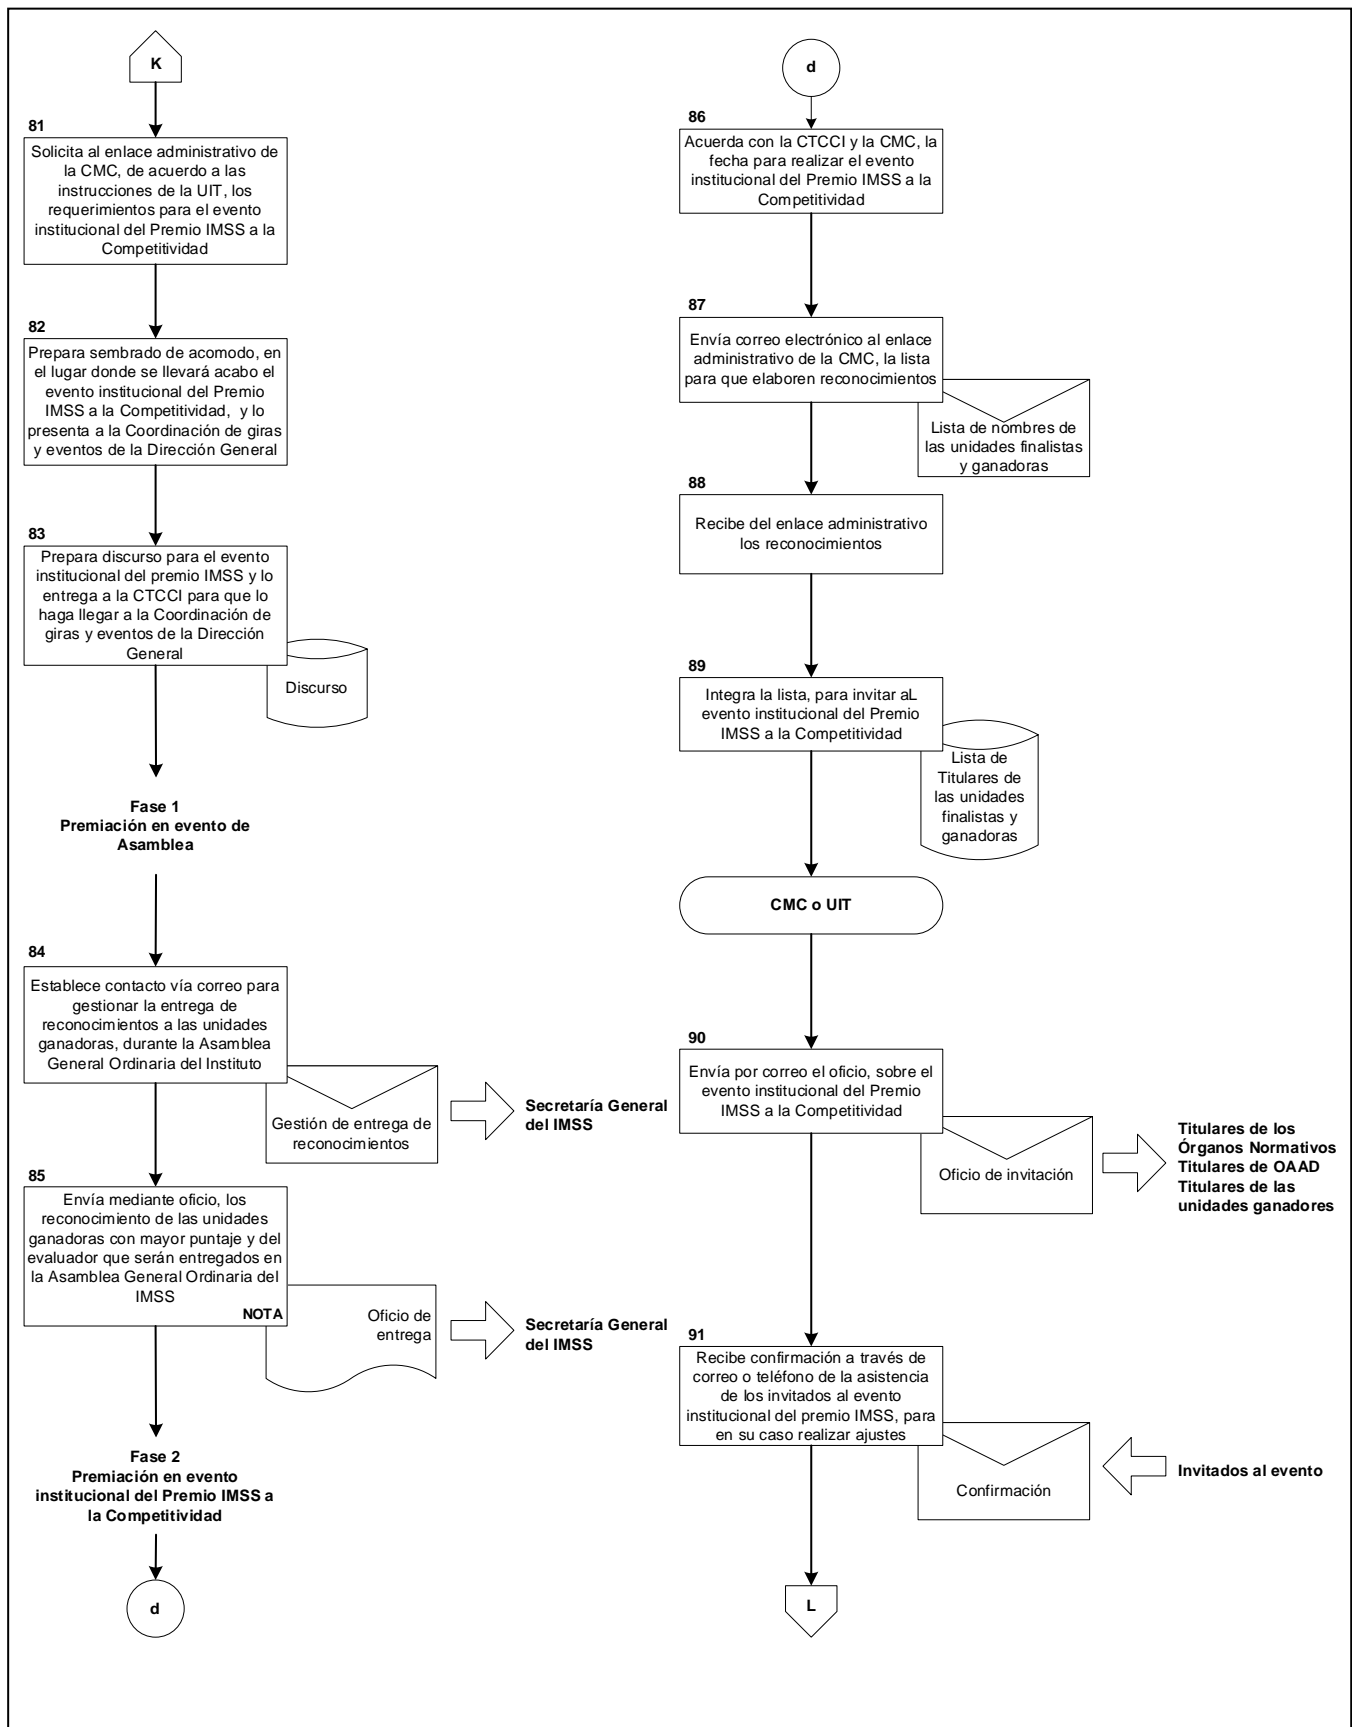 K
81
Solicita al enlace administrativo de
la CMC, de acuerdo a las
instrucciones de la UIT, los
requerimientos para el evento
institucional del Premio IMSS a la
Competitividad
82
Prepara sembrado de acomodo, en
el lugar donde se llevará acabo el
evento institucional del Premio
IMSS a la Competitividad, y lo
presenta a la Coordinación de giras
y eventos de la Dirección General
83
Prepara discurso para el evento
institucional del premio IMSS y lo
entrega a la CTCCI para que lo
haga llegar a la Coordinación de
giras y eventos de la Dirección
General
Discurso
Fase 1
Premiación en evento de
Asamblea
84
Establece contacto vía correo para
gestionar la entrega de
reconocimientos a las unidades
ganadoras, durante la Asamblea
General Ordinaria del Instituto
Gestión de entrega de
reconocimientos
Secretaría General
del IMSS
85
Envía mediante oficio, los
reconocimiento de las unidades
ganadoras con mayor puntaje y del
evaluador que serán entregados en
la Asamblea General Ordinaria del
IMSS
NOTA
Oficio de
entrega
Secretaría General
del IMSS
Fase 2
Premiación en evento
institucional del Premio IMSS a
la Competitividad
d
d
86
Acuerda con la CTCCI y la CMC, la
fecha para realizar el evento
institucional del Premio IMSS a la
Competitividad
87
Envía correo electrónico al enlace
administrativo de la CMC, la lista
para que elaboren reconocimientos
Lista de nombres de
las unidades finalistas
y ganadoras
88
Recibe del enlace administrativo
los reconocimientos
89
Integra la lista, para invitar aL
evento institucional del Premio
IMSS a la Competitividad
Lista de
Titulares de
las unidades
finalistas y
ganadoras
CMC o UIT
90
Envía por correo el oficio, sobre el
evento institucional del Premio
IMSS a la Competitividad
Oficio de invitación
Titulares de los
Órganos Normativos
Titulares de OAAD
Titulares de las
unidades ganadores
91
Recibe confirmación a través de
correo o teléfono de la asistencia
de los invitados al evento
institucional del premio IMSS, para
en su caso realizar ajustes
Confirmación
Invitados al evento
L